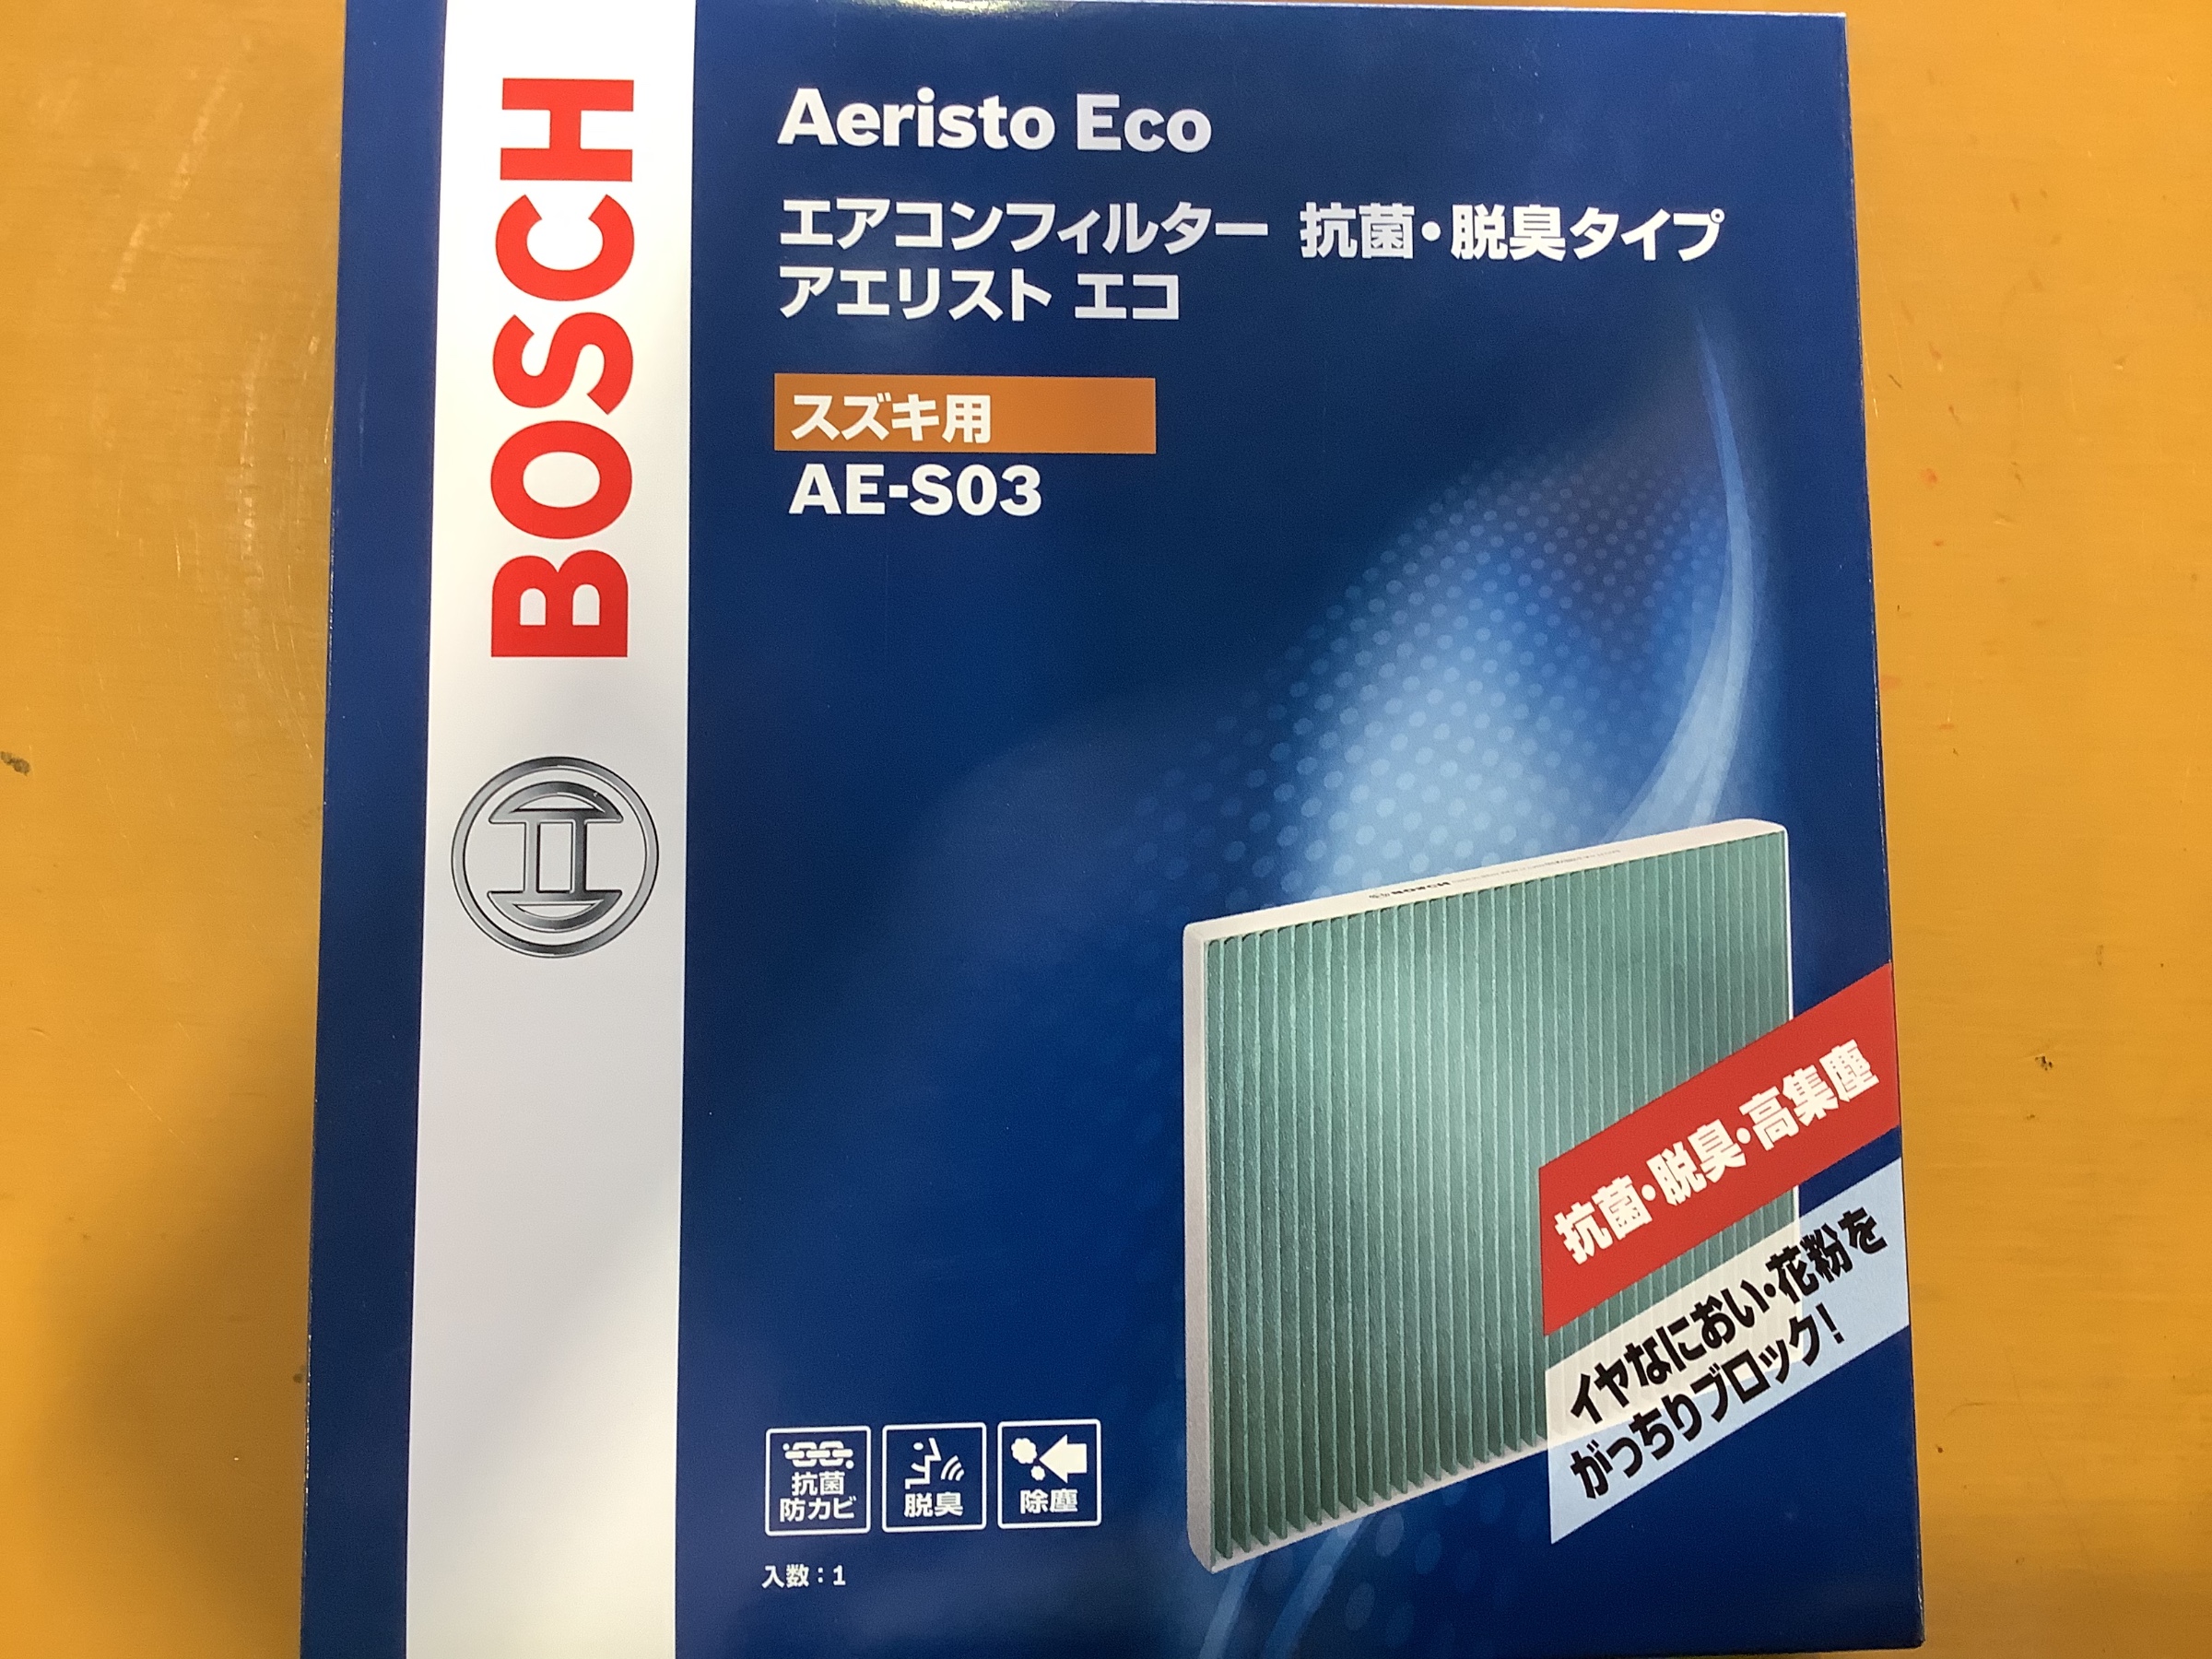 BOSCH
Aeristo Eco
エアコンフィルター 抗菌・脱臭タイプ
アエリスト エコ
スズキ用
AE-S03
抗菌・脱臭・高集塵
イヤなにおい・花粉を
がっちりブロック!
抗菌
防カビ
脱臭
除塵
入数:1